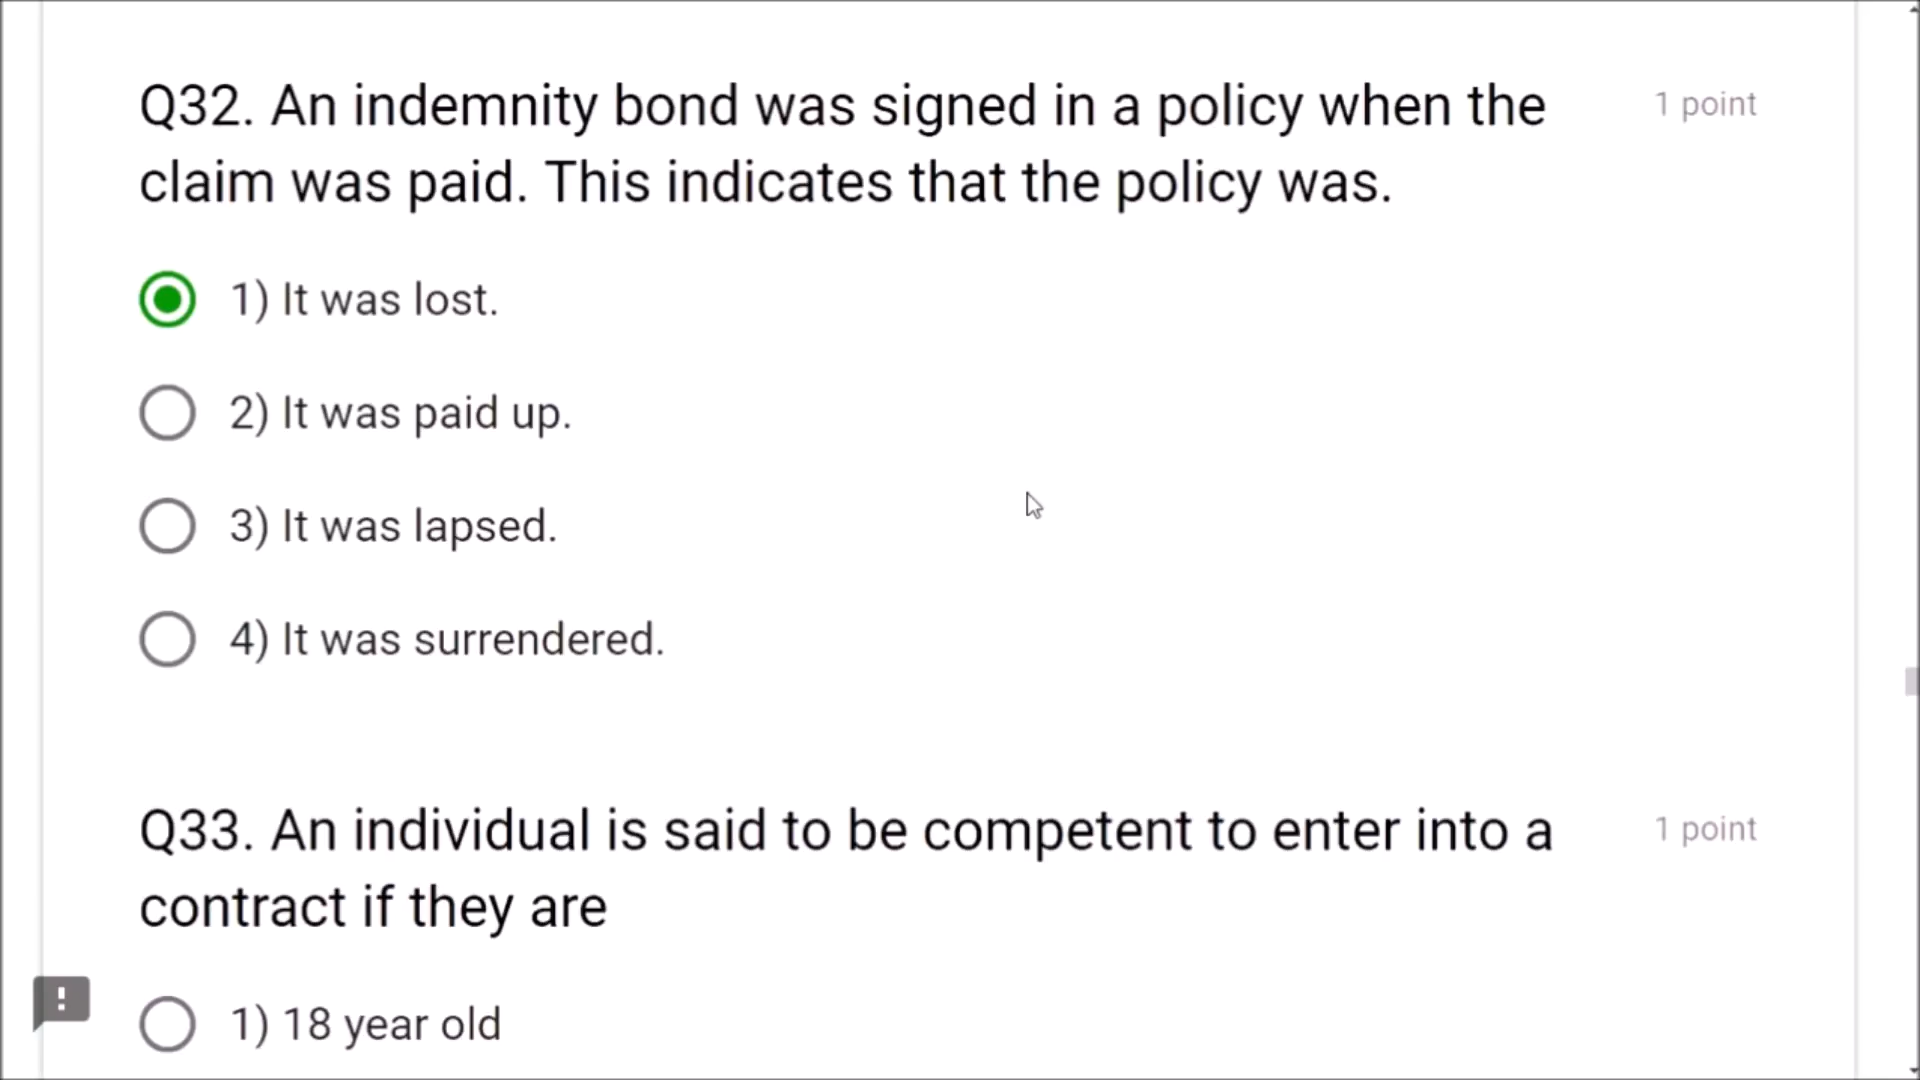 Q32. An indemnity bond was signed in a policy when the
1 point
claim was paid. This indicates that the policy was.
1) It was lost.
2) It was paid up.
3) It was lapsed.
4) It was surrendered.
Q33. An individual is said to be competent to enter into a
1 point
contract if they are
1) 18 year old